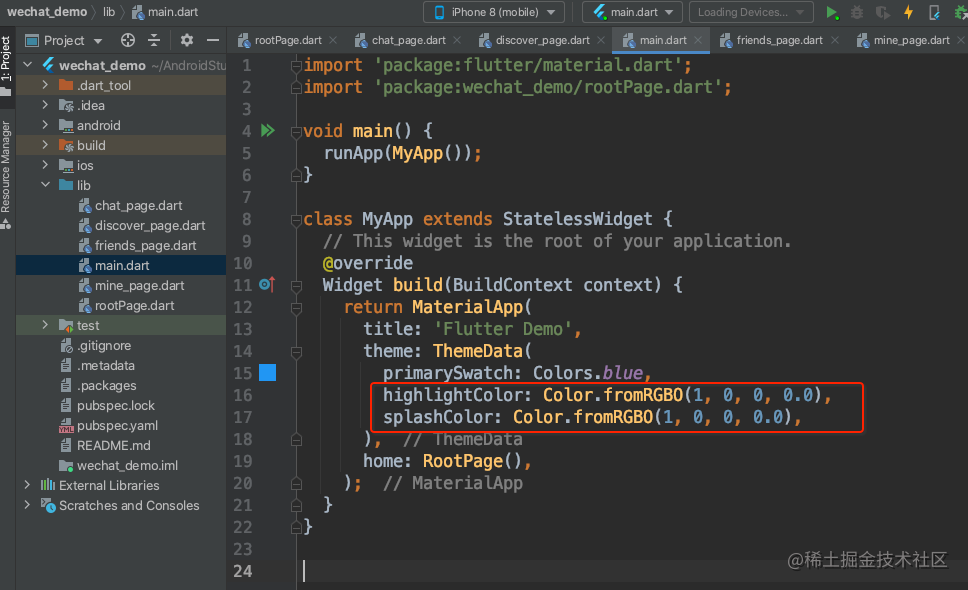 wechat_demo lib main.dart iPhone 8 (mobile) main.dart Loading Devices...
Project rootPage.dart chat_page.dart discover_page.dart main.dart friends_page.dart mine_page.dart
1: Project
Resource Manager
wechat_demo ~/AndroidStu
.dart_tool
.idea
android
build
ios
lib
chat_page.dart
discover_page.dart
friends_page.dart
main.dart
mine_page.dart
rootPage.dart
test
.gitignore
.metadata
.packages
pubspec.lock
pubspec.yaml
README.md
wechat_demo.iml
External Libraries
Scratches and Consoles
1 import 'package:flutter/material.dart';
2 import 'package:wechat_demo/rootPage.dart';
3
4 void main() {
5 runApp(MyApp());
6 }
7
8 class MyApp extends StatelessWidget {
9 // This widget is the root of your application.
10 @override
11 Widget build(BuildContext context) {
12 return MaterialApp(
13 title: 'Flutter Demo',
14 theme: ThemeData(
15 primarySwatch: Colors.blue,
16 highlightColor: Color.fromRGBO(1, 0, 0, 0.0),
17 splashColor: Color.fromRGBO(1, 0, 0, 0.0),
18 ), // ThemeData
19 home: RootPage(),
20 ); // MaterialApp
21 }
22 }
23
24
@稀土掘金技术社区